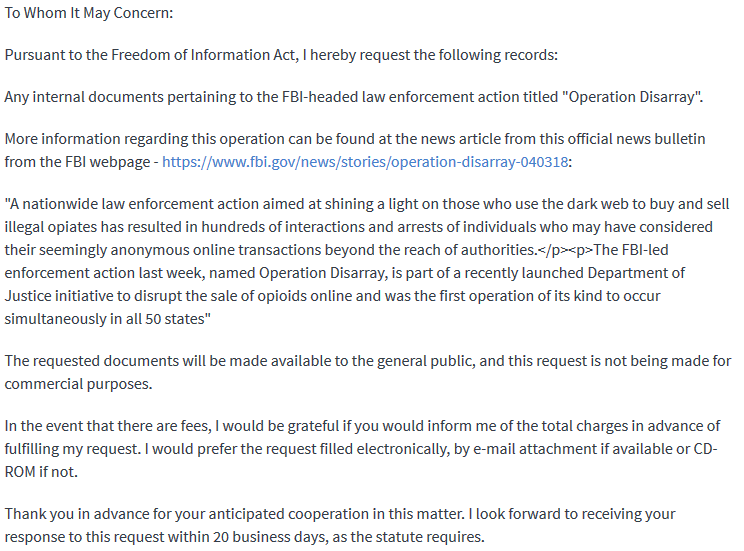 To Whom It May Concern:
Pursuant to the Freedom of Information Act, I hereby request the following records:
Any internal documents pertaining to the FBI-headed law enforcement action titled "Operation Disarray".
More information regarding this operation can be found at the news article from this official news bulletin
from the FBI webpage - https://www.fbi.gov/news/stories/operation-disarray-040318:
"A nationwide law enforcement action aimed at shining a light on those who use the dark web to buy and sell
illegal opiates has resulted in hundreds of interactions and arrests of individuals who may have considered
their seemingly anonymous online transactions beyond the reach of authorities.</p><p>The FBI-led
enforcement action last week, named Operation Disarray, is part of a recently launched Department of
Justice initiative to disrupt the sale of opioids online and was the first operation of its kind to occur
simultaneously in all 50 states"
The requested documents will be made available to the general public, and this request is not being made for
commercial purposes.
In the event that there are fees, I would be grateful if you would inform me of the total charges in advance of
fulfilling my request. I would prefer the request filled electronically, by e-mail attachment if available or CD-
ROM if not.
Thank you in advance for your anticipated cooperation in this matter. I look forward to receiving your
response to this request within 20 business days, as the statute requires.